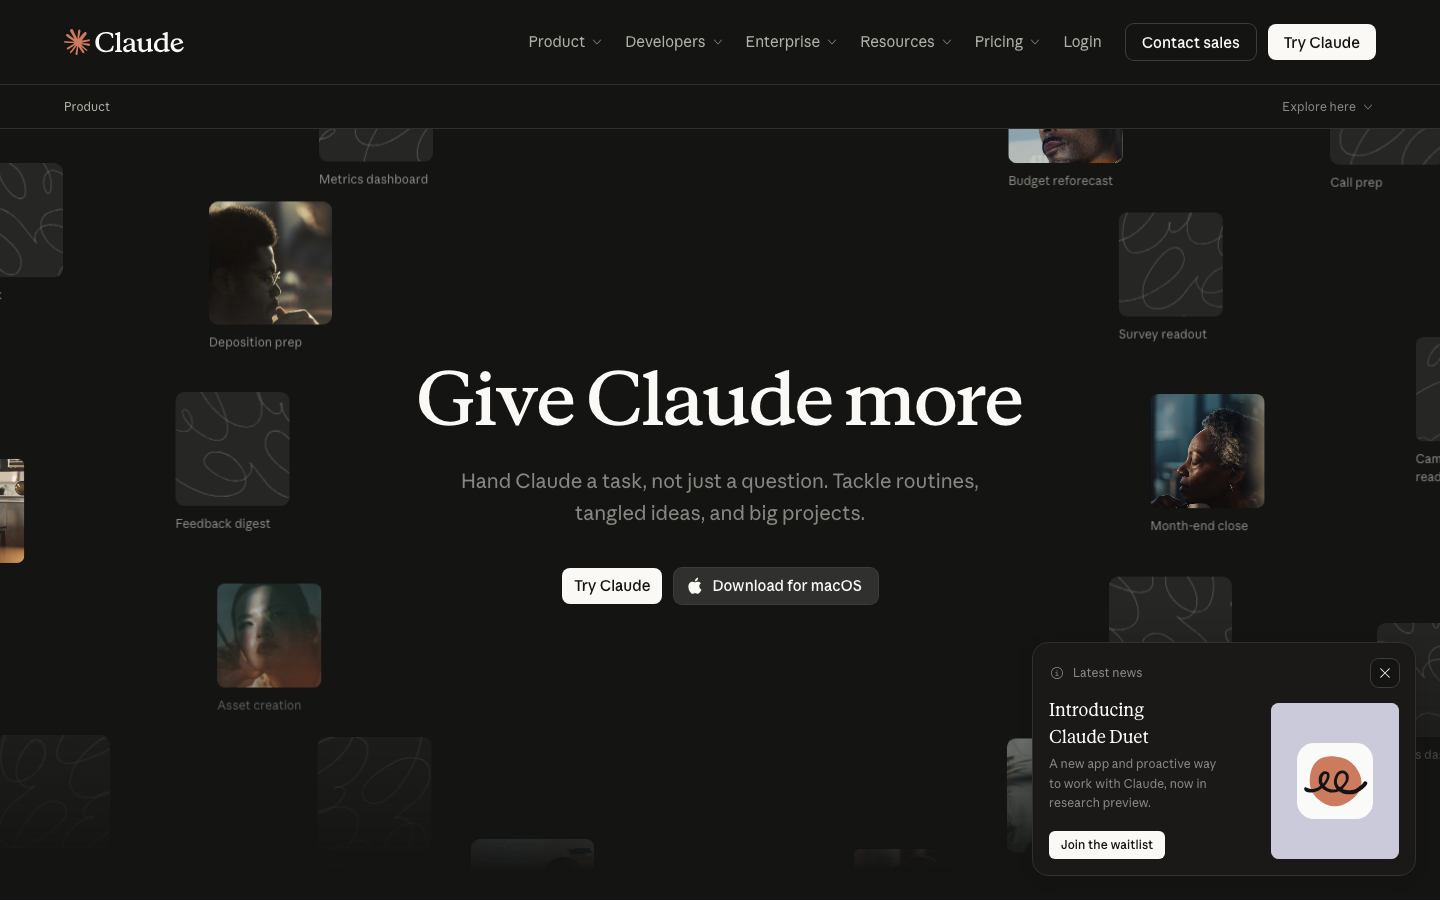 Claude
Product
Developers
Enterprise
Resources
Pricing
Login
Contact sales
Try Claude
Product
Explore here
Metrics dashboard
Budget reforecast
Call prep
Deposition prep
Survey readout
Give Claude more
Hand Claude a task, not just a question. Tackle routines,
tangled ideas, and big projects.
Feedback digest
Month-end close
Try Claude
Download for macOS
Asset creation
Latest news
Introducing
Claude Duet
A new app and proactive way
to work with Claude, now in
research preview.
Join the waitlist